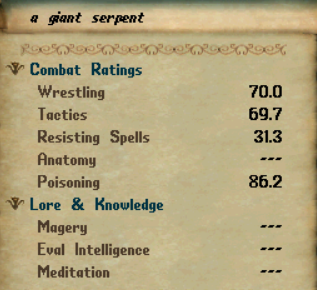 a giant serpent
Combat Ratings
Wrestling 70.0
Tactics 69.7
Resisting Spells 31.3
Anatomy ---
Poisoning 86.2
Lore & Knowledge
Magery ---
Eval Intelligence ---
Meditation ---